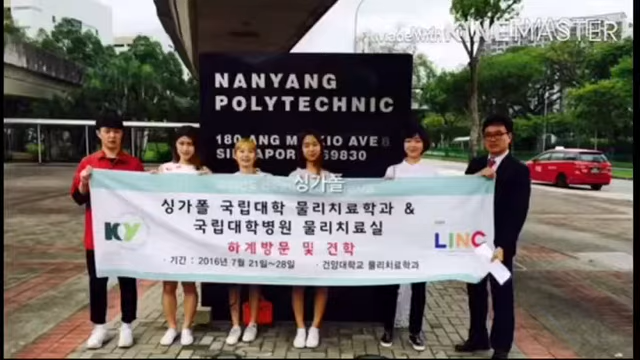 Made with KINEMASTER
NANYANG
POLYTECHNIC
180 ANG MO KIO AVE 8
SINGAPORE 569830
싱가폴
싱가폴 국립대학 물리치료학과 &
국립대학병원 물리치료실
하계방문 및 견학
· 기간 : 2016년 7월 21일~28일 · 건양대학교 물리치료학과
KY
LINC